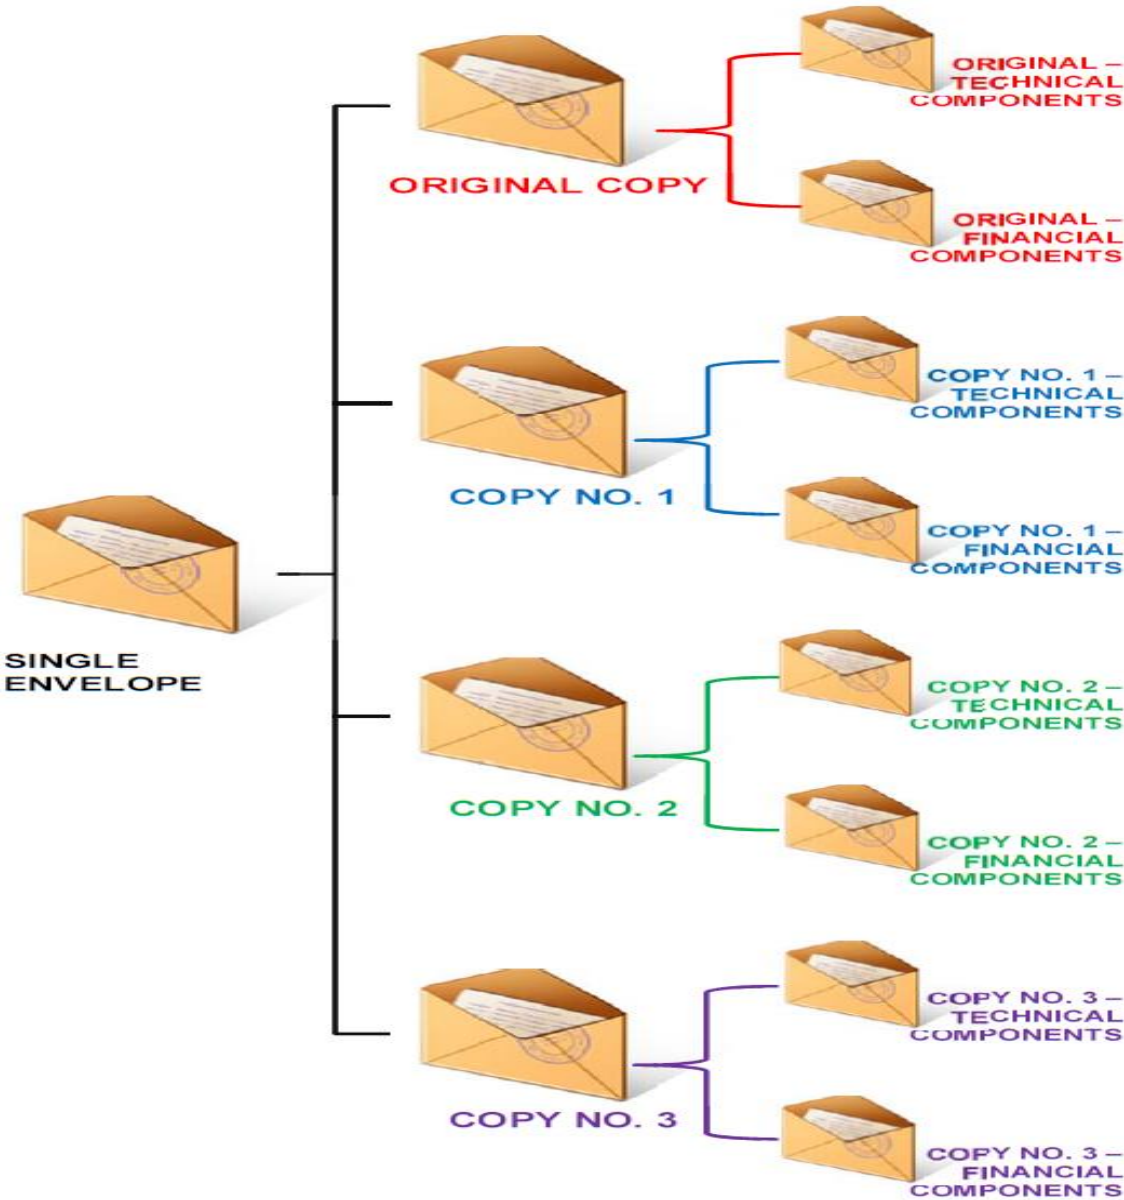 ORIGINAL –
TECHNICAL
COMPONENTS
ORIGINAL COPY
ORIGINAL –
FINANCIAL
COMPONENTS
COPY NO. 1 –
TECHNICAL
COMPONENTS
COPY NO. 1
COPY NO. 1 –
FINANCIAL
COMPONENTS
SINGLE
ENVELOPE
COPY NO. 2 –
TECHNICAL
COMPONENTS
COPY NO. 2
COPY NO. 2 –
FINANCIAL
COMPONENTS
COPY NO. 3 –
TECHNICAL
COMPONENTS
COPY NO. 3
COPY NO. 3 –
FINANCIAL
COMPONENTS